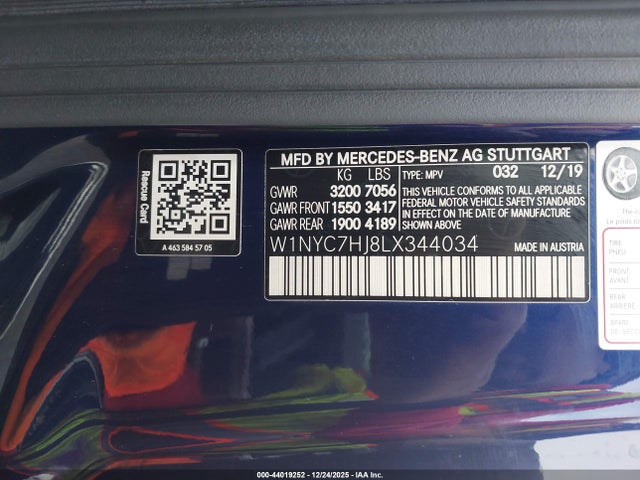 MFD BY MERCEDES-BENZ AG STUTTGART
KG LBS TYPE: MPV 032 12/19
GVWR 3200 7056
GAWR FRONT 1550 3417
GAWR REAR 1900 4189
THIS VEHICLE CONFORMS TO ALL APPLICABLE
FEDERAL MOTOR VEHICLE SAFETY STANDARDS
IN EFFECT ON THE DATE OF MANUFACTURE
SHOWN ABOVE
W1NYC7HJ8LX344034 MADE IN AUSTRIA
Rescue Card
A 463 584 57 05
TIRE
PNEU
FRONT
AVANT
REAR
ARRIERE
SPARE
000-44019252 - 12/24/2025 - IAA Inc.